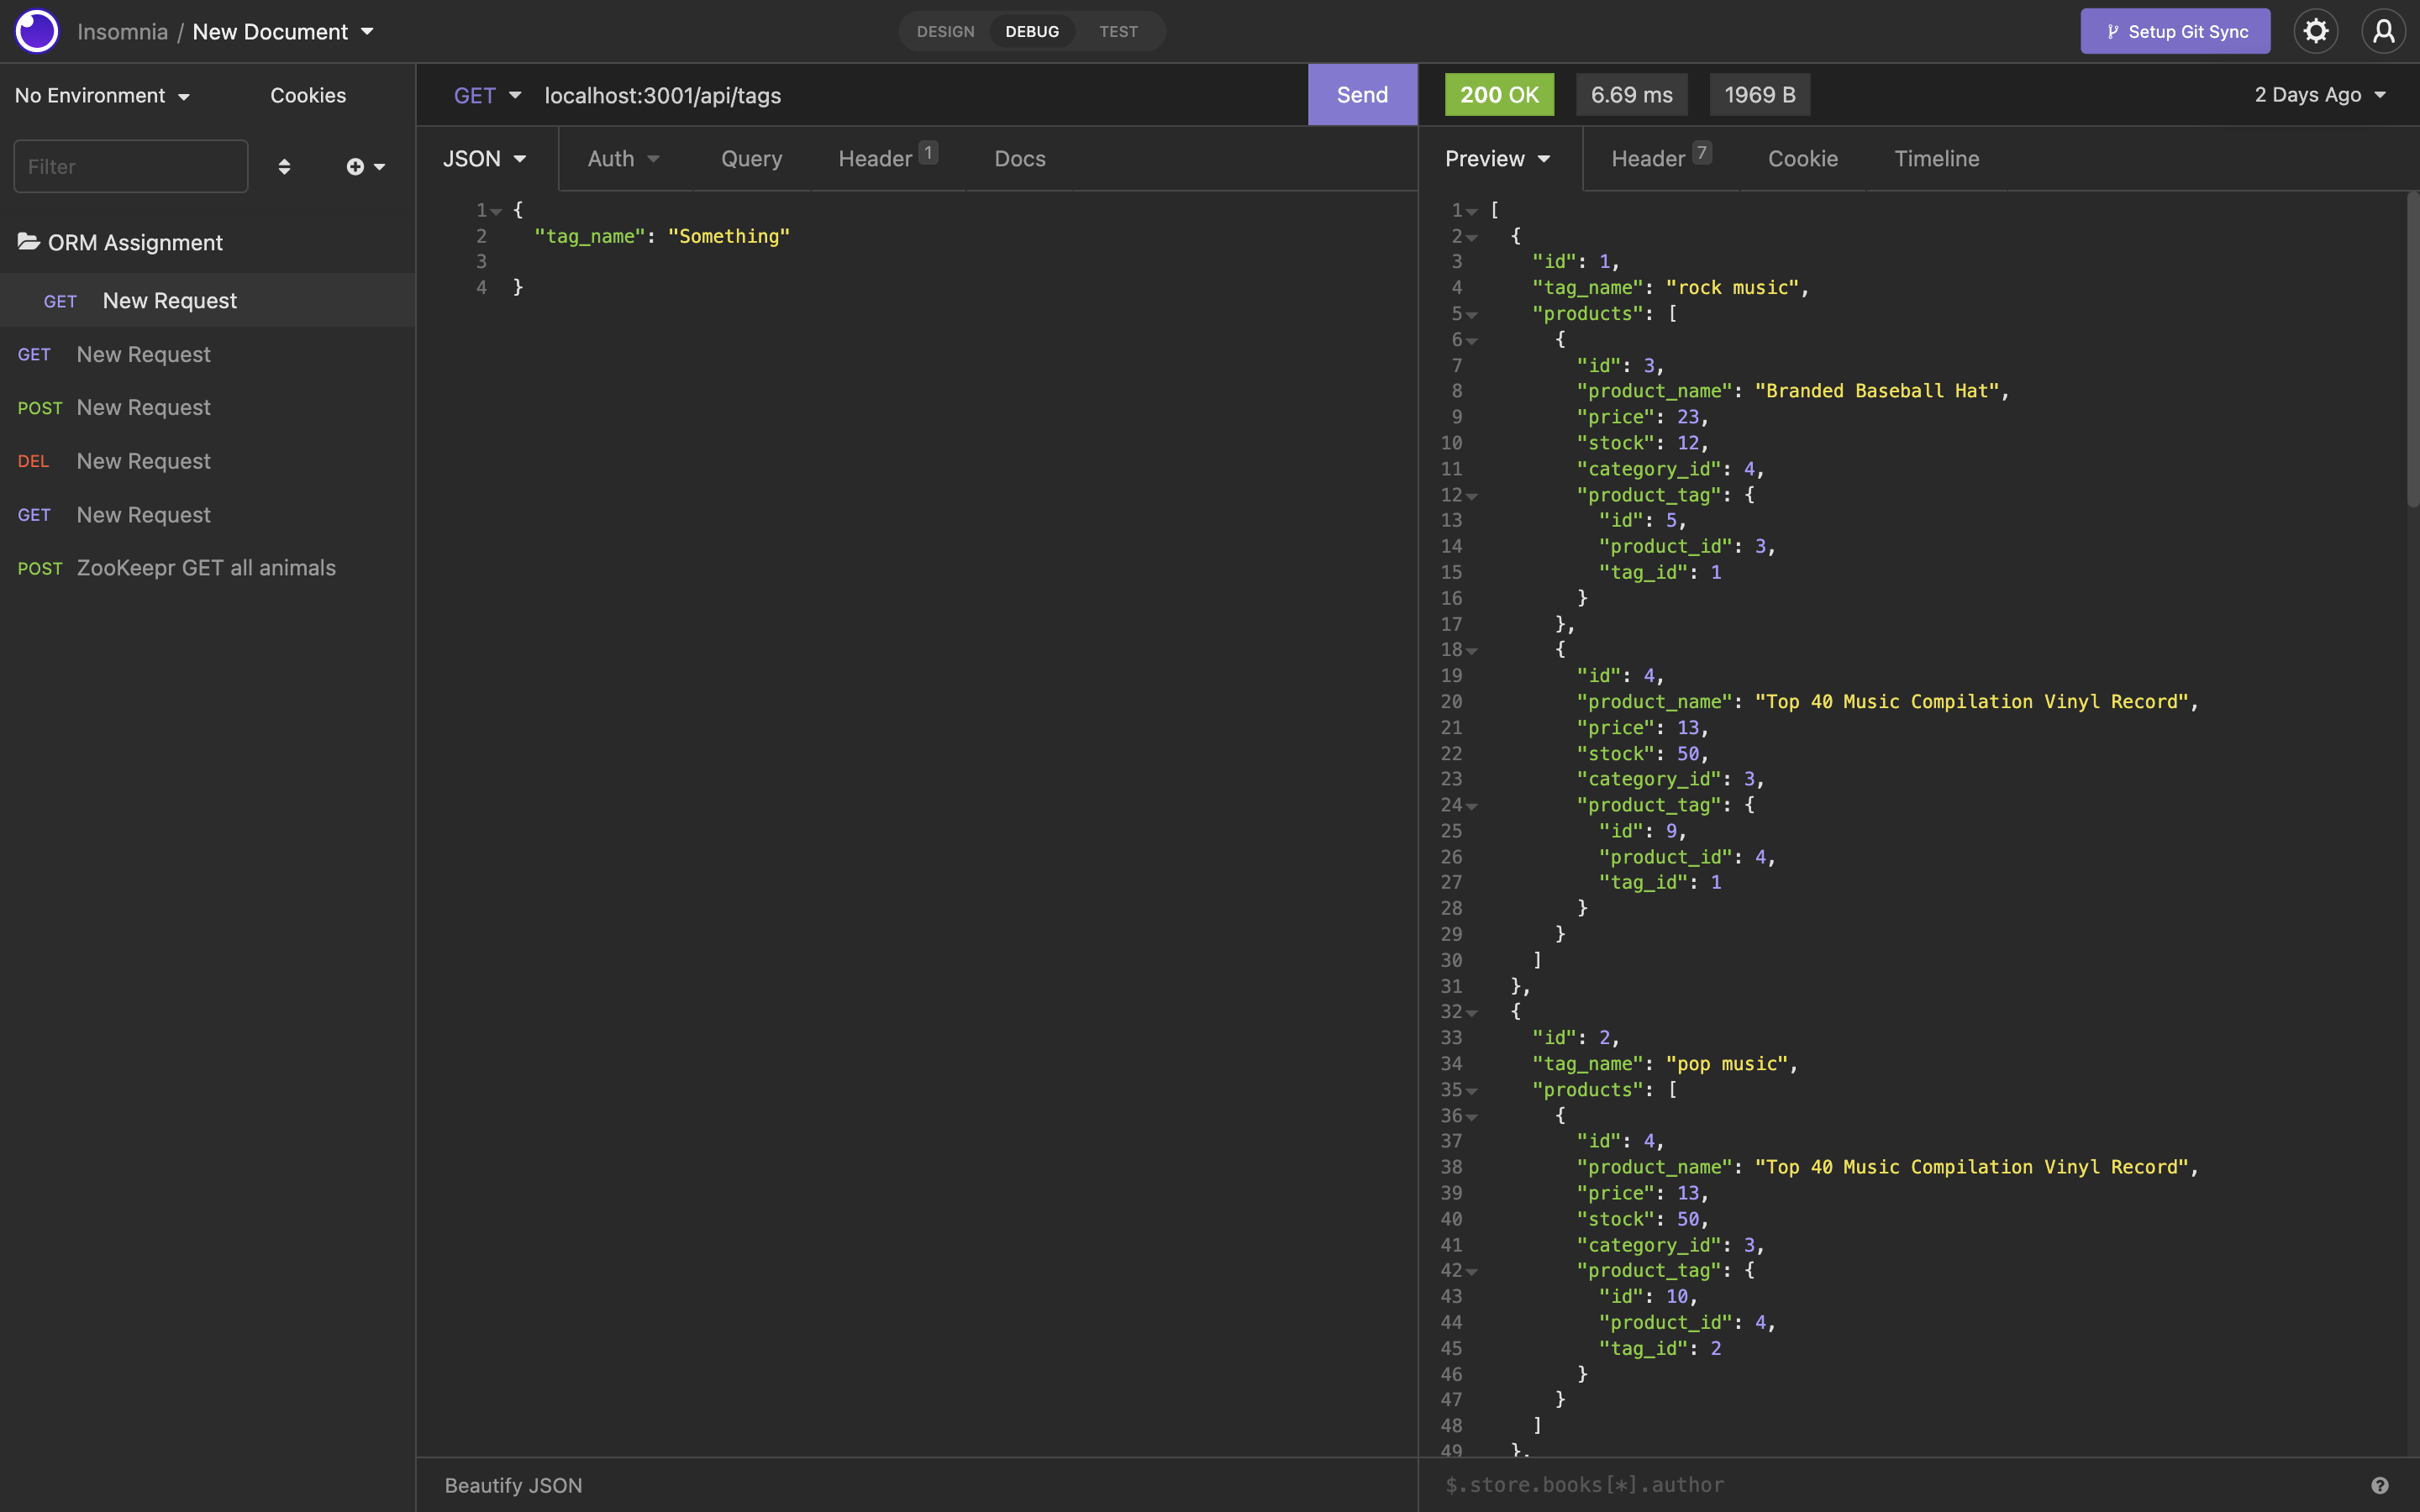 Insomnia / New Document
DESIGN DEBUG TEST
Setup Git Sync
No Environment Cookies
Filter
ORM Assignment
GET New Request
GET New Request
POST New Request
DEL New Request
GET New Request
POST ZooKeepr GET all animals
GET localhost:3001/api/tags Send
JSON Auth Query Header 1 Docs
1 {
2 "tag_name": "Something"
3
4 }
Beautify JSON
200 OK 6.69 ms 1969 B 2 Days Ago
Preview Header 7 Cookie Timeline
1 [
2 {
3 "id": 1,
4 "tag_name": "rock music",
5 "products": [
6 {
7 "id": 3,
8 "product_name": "Branded Baseball Hat",
9 "price": 23,
10 "stock": 12,
11 "category_id": 4,
12 "product_tag": {
13 "id": 5,
14 "product_id": 3,
15 "tag_id": 1
16 }
17 },
18 {
19 "id": 4,
20 "product_name": "Top 40 Music Compilation Vinyl Record",
21 "price": 13,
22 "stock": 50,
23 "category_id": 3,
24 "product_tag": {
25 "id": 9,
26 "product_id": 4,
27 "tag_id": 1
28 }
29 }
30 ]
31 },
32 {
33 "id": 2,
34 "tag_name": "pop music",
35 "products": [
36 {
37 "id": 4,
38 "product_name": "Top 40 Music Compilation Vinyl Record",
39 "price": 13,
40 "stock": 50,
41 "category_id": 3,
42 "product_tag": {
43 "id": 10,
44 "product_id": 4,
45 "tag_id": 2
46 }
47 }
48 ]
49 },
$.store.books[*].author